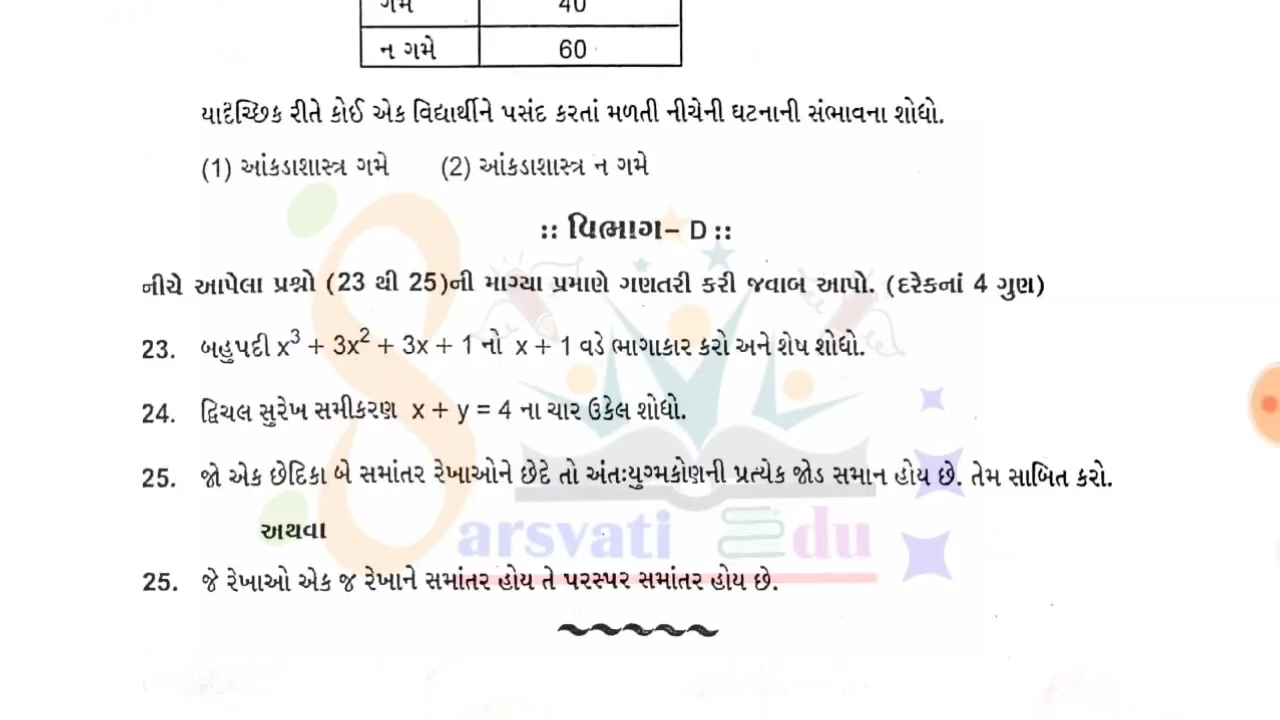 ગમે 40
ન ગમે 60
યાદૈચ્છિક રીતે કોઈ એક વિદ્યાર્થીને પસંદ કરતાં મળતી નીચેની ઘટનાની સંભાવના શોધો.
(1) આંકડાશાસ્ત્ર ગમે (2) આંકડાશાસ્ત્ર ન ગમે
:: વિભાગ– D ::
નીચે આપેલા પ્રશ્નો (23 થી 25)ની માગ્યા પ્રમાણે ગણતરી કરી જવાબ આપો. (દરેકનાં 4 ગુણ)
23. બહુપદી x³ + 3x² + 3x + 1 નો x + 1 વડે ભાગાકાર કરો અને શેષ શોધો.
24. દ્વિચલ સુરેખ સમીકરણ x + y = 4 ના ચાર ઉકેલ શોધો.
25. જો એક છેદિકા બે સમાંતર રેખાઓને છેદે તો અંતઃયુગ્મકોણની પ્રત્યેક જોડ સમાન હોય છે. તેમ સાબિત કરો.
arsvati Edu
અથવા
25. જે રેખાઓ એક જ રેખાને સમાંતર હોય તે પરસ્પર સમાંતર હોય છે.